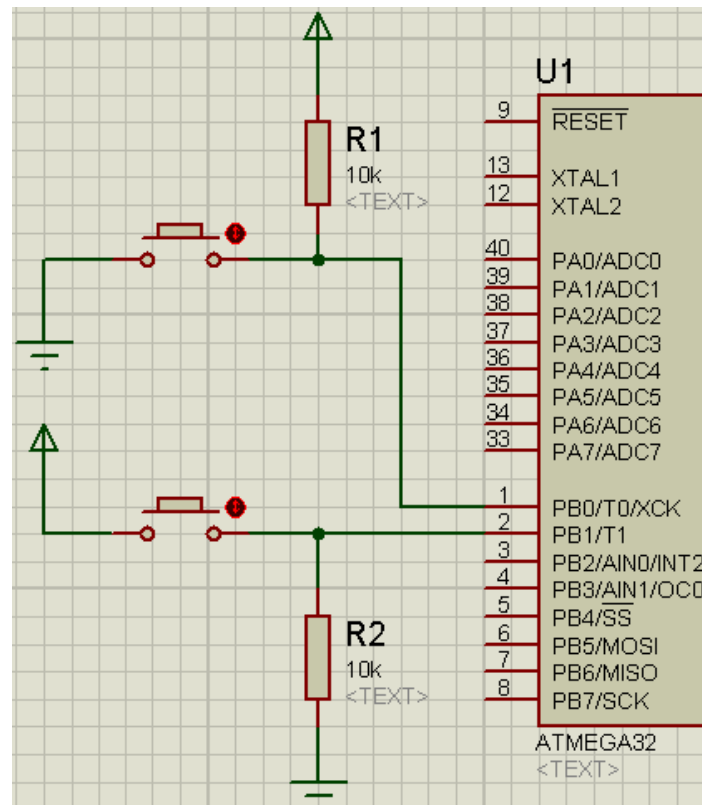 U1
R1
10k
<TEXT>
R2
10k
<TEXT>
9 RESET
13 XTAL1
12 XTAL2
40 PA0/ADC0
39 PA1/ADC1
38 PA2/ADC2
37 PA3/ADC3
36 PA4/ADC4
35 PA5/ADC5
34 PA6/ADC6
33 PA7/ADC7
1 PB0/T0/XCK
2 PB1/T1
3 PB2/AIN0/INT2
4 PB3/AIN1/OC0
5 PB4/SS
6 PB5/MOSI
7 PB6/MISO
8 PB7/SCK
ATMEGA32
<TEXT>